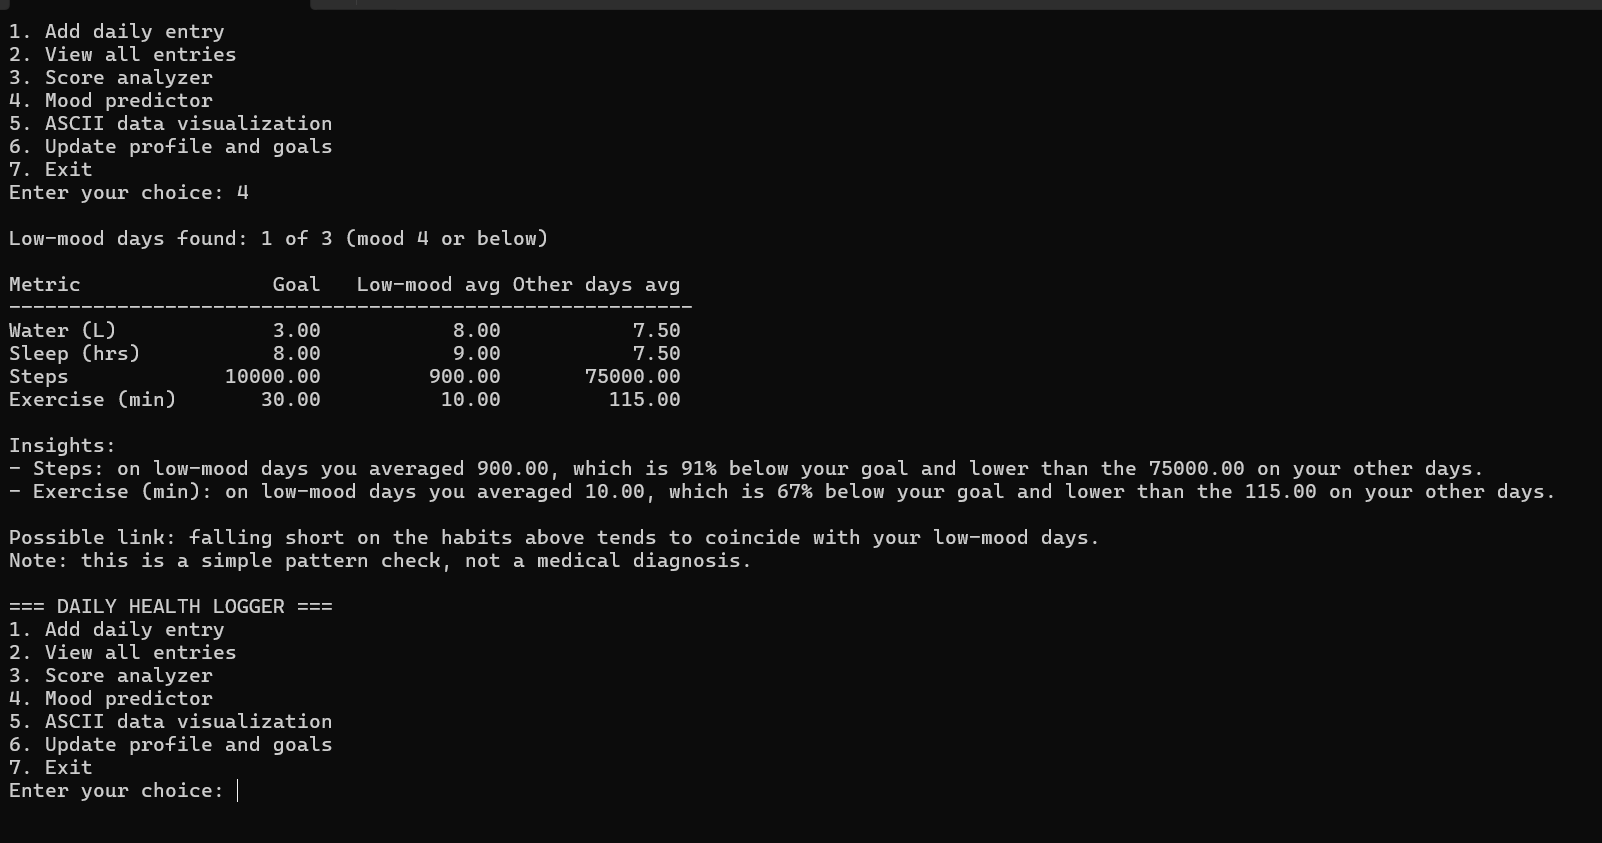 1. Add daily entry
2. View all entries
3. Score analyzer
4. Mood predictor
5. ASCII data visualization
6. Update profile and goals
7. Exit
Enter your choice: 4
Low-mood days found: 1 of 3 (mood 4 or below)
Metric                Goal   Low-mood avg Other days avg
---------------------------------------------------------
Water (L)             3.00           8.00           7.50
Sleep (hrs)           8.00           9.00           7.50
Steps             10000.00         900.00       75000.00
Exercise (min)       30.00          10.00         115.00
Insights:
- Steps: on low-mood days you averaged 900.00, which is 91% below your goal and lower than the 75000.00 on your other days.
- Exercise (min): on low-mood days you averaged 10.00, which is 67% below your goal and lower than the 115.00 on your other days.
Possible link: falling short on the habits above tends to coincide with your low-mood days.
Note: this is a simple pattern check, not a medical diagnosis.
=== DAILY HEALTH LOGGER ===
1. Add daily entry
2. View all entries
3. Score analyzer
4. Mood predictor
5. ASCII data visualization
6. Update profile and goals
7. Exit
Enter your choice: